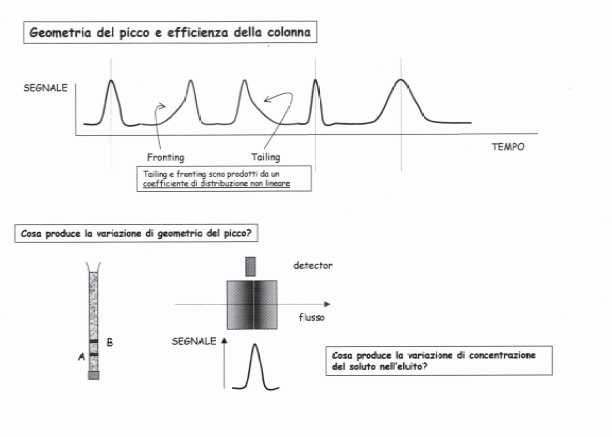 Geometria del picco e efficienza della colonna
SEGNALE
Fronting
Tailing
TEMPO
Tailing e fronting sono prodotti da un
coefficiente di distribuzione non lineare
Cosa produce la variazione di geometria del picco?
detector
flusso
B
A
SEGNALE
Cosa produce la variazione di concentrazione
del soluto nell'eluito?